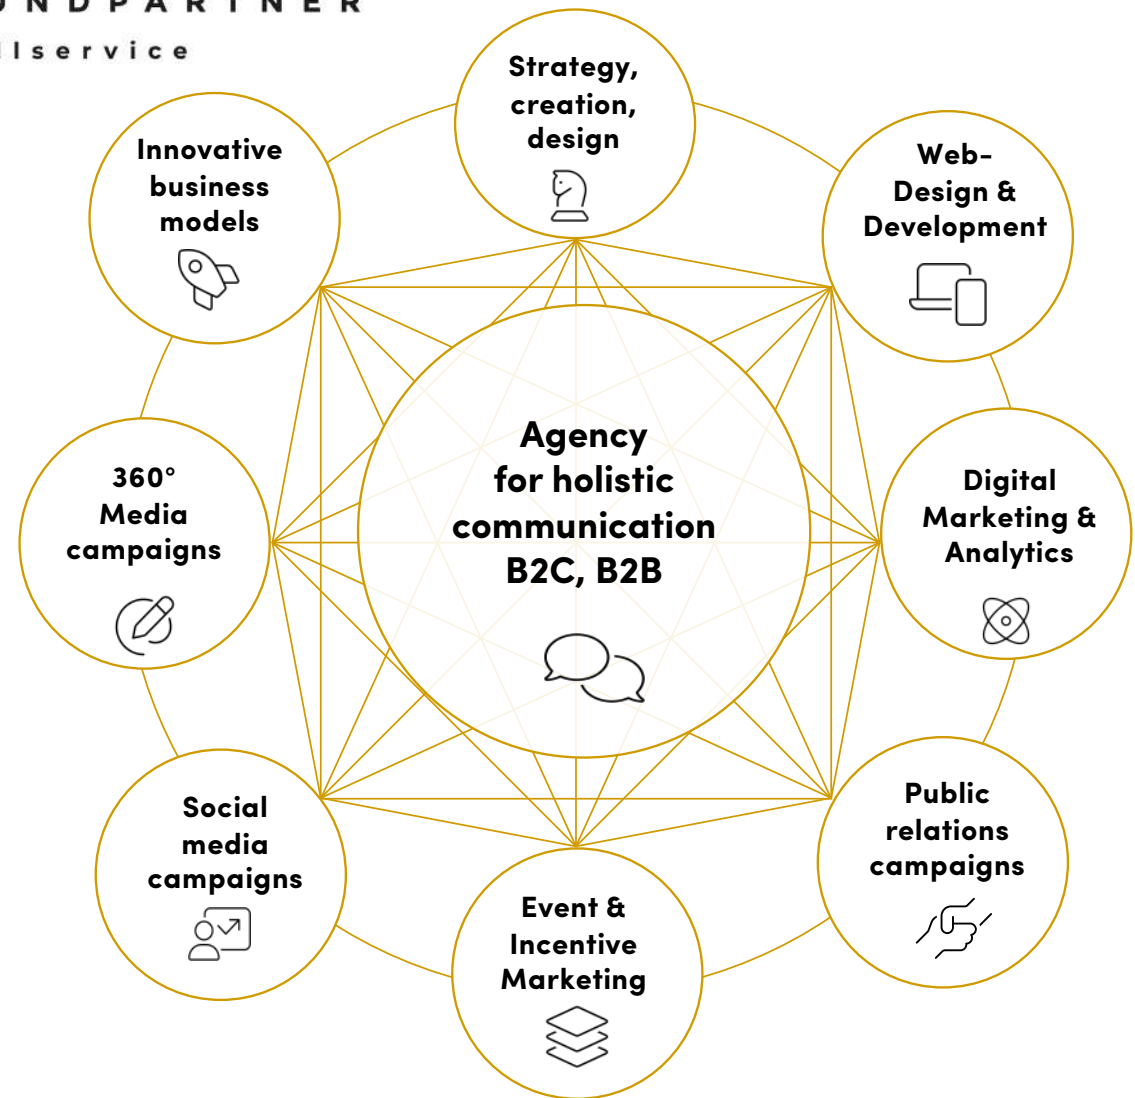 PARTNER
Strategy,
creation,
design
Innovative
business
models
Web-
Design &
Development
360°
Media
campaigns
Agency
for holistic
communication
B2C, B2B
Digital
Marketing &
Analytics
Social
media
campaigns
Public
relations
campaigns
Event &
Incentive
Marketing